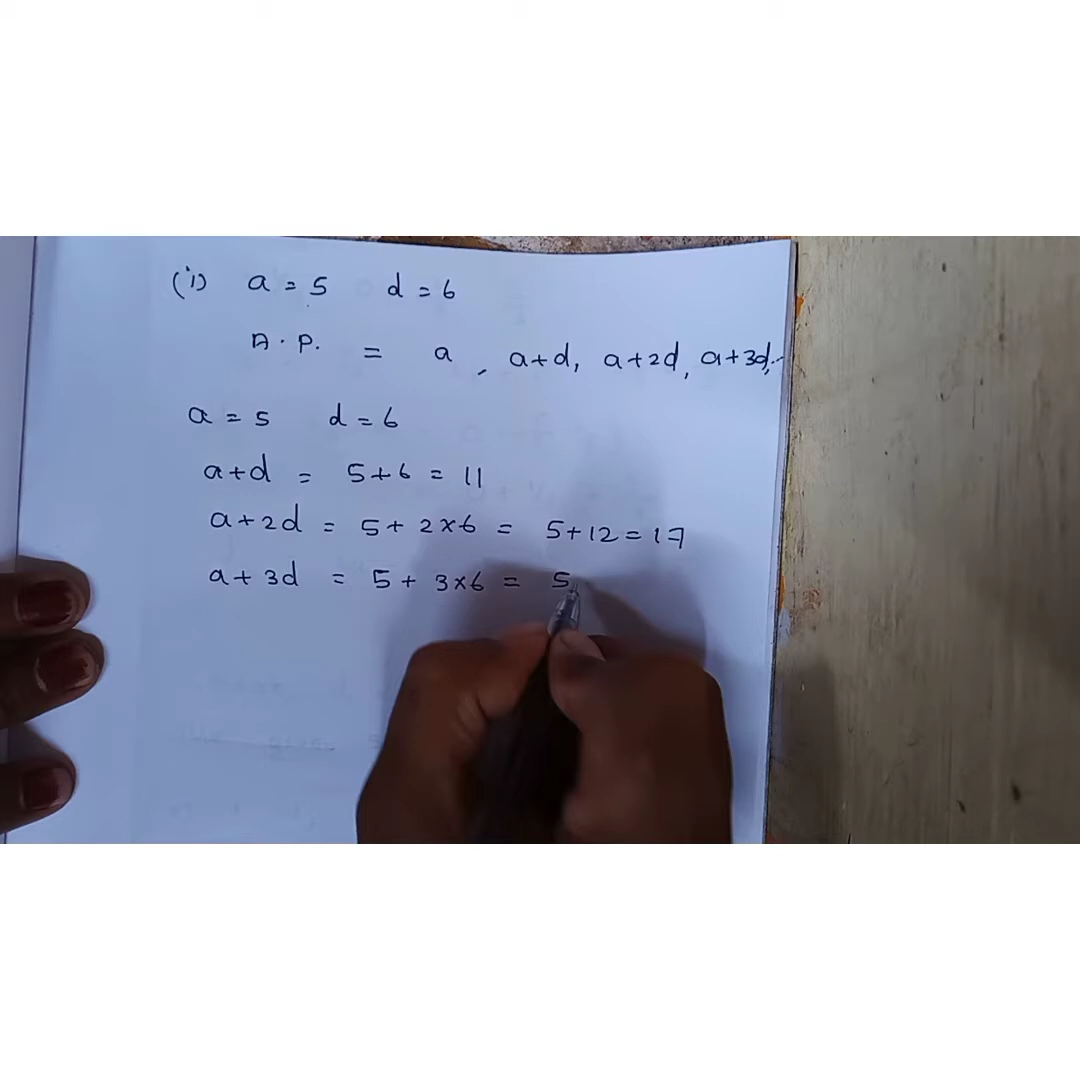 (i) a = 5 d = 6
A.P. = a, a+d, a+2d, a+3d,..
a = 5 d = 6
a+d = 5+6 = 11
a+2d = 5+ 2×6 = 5+12 = 17
a+ 3d = 5 + 3×6 = 5